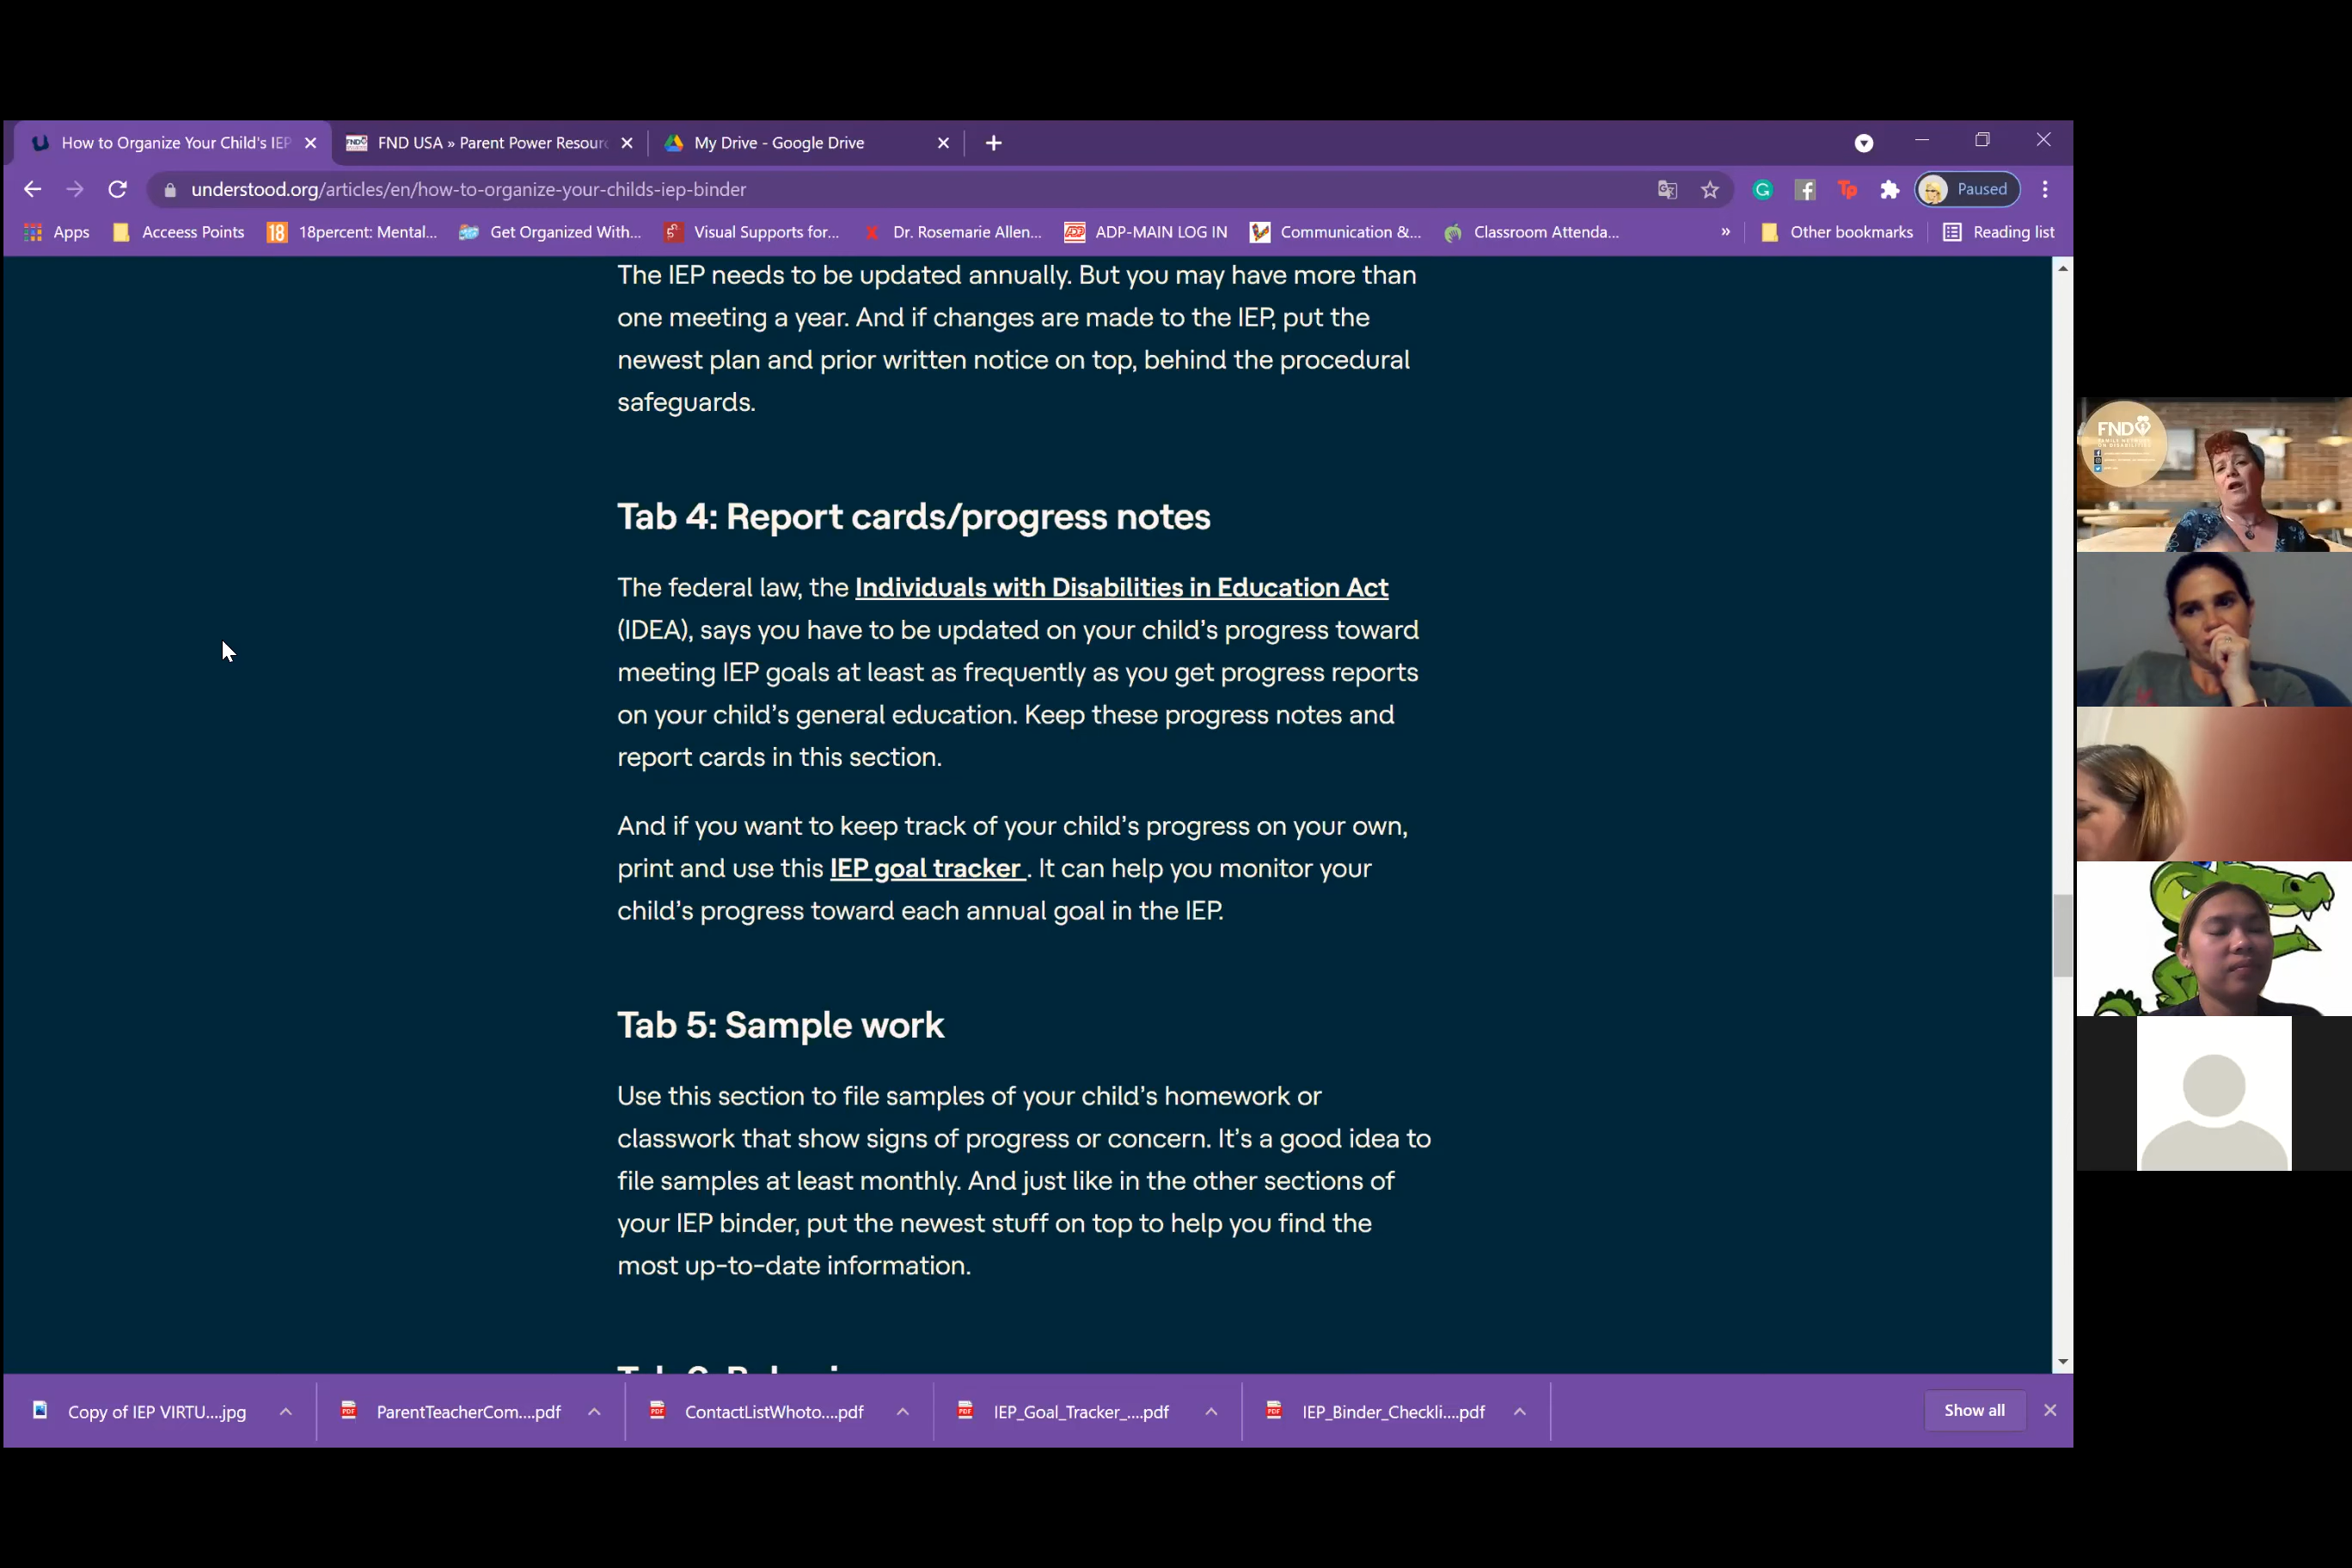 How to Organize Your Child's IEP
FND USA » Parent Power Resourc
My Drive - Google Drive
understood.org/articles/en/how-to-organize-your-childs-iep-binder
Paused
Apps
Acceess Points
18
18percent: Mental...
Get Organized With...
Visual Supports for...
Dr. Rosemarie Allen...
ADP-MAIN LOG IN
Communication &...
Classroom Attenda...
»
Other bookmarks
Reading list
The IEP needs to be updated annually. But you may have more than
one meeting a year. And if changes are made to the IEP, put the
newest plan and prior written notice on top, behind the procedural
safeguards.
Tab 4: Report cards/progress notes
The federal law, the Individuals with Disabilities in Education Act
(IDEA), says you have to be updated on your child's progress toward
meeting IEP goals at least as frequently as you get progress reports
on your child's general education. Keep these progress notes and
report cards in this section.
And if you want to keep track of your child's progress on your own,
print and use this IEP goal tracker . It can help you monitor your
child's progress toward each annual goal in the IEP.
Tab 5: Sample work
Use this section to file samples of your child's homework or
classwork that show signs of progress or concern. It's a good idea to
file samples at least monthly. And just like in the other sections of
your IEP binder, put the newest stuff on top to help you find the
most up-to-date information.
FND
FAMILY NETWORK
ON DISABILITIES
Copy of IEP VIRTU....jpg
ParentTeacherCom....pdf
ContactListWhoto....pdf
IEP_Goal_Tracker_....pdf
IEP_Binder_Checkli....pdf
Show all